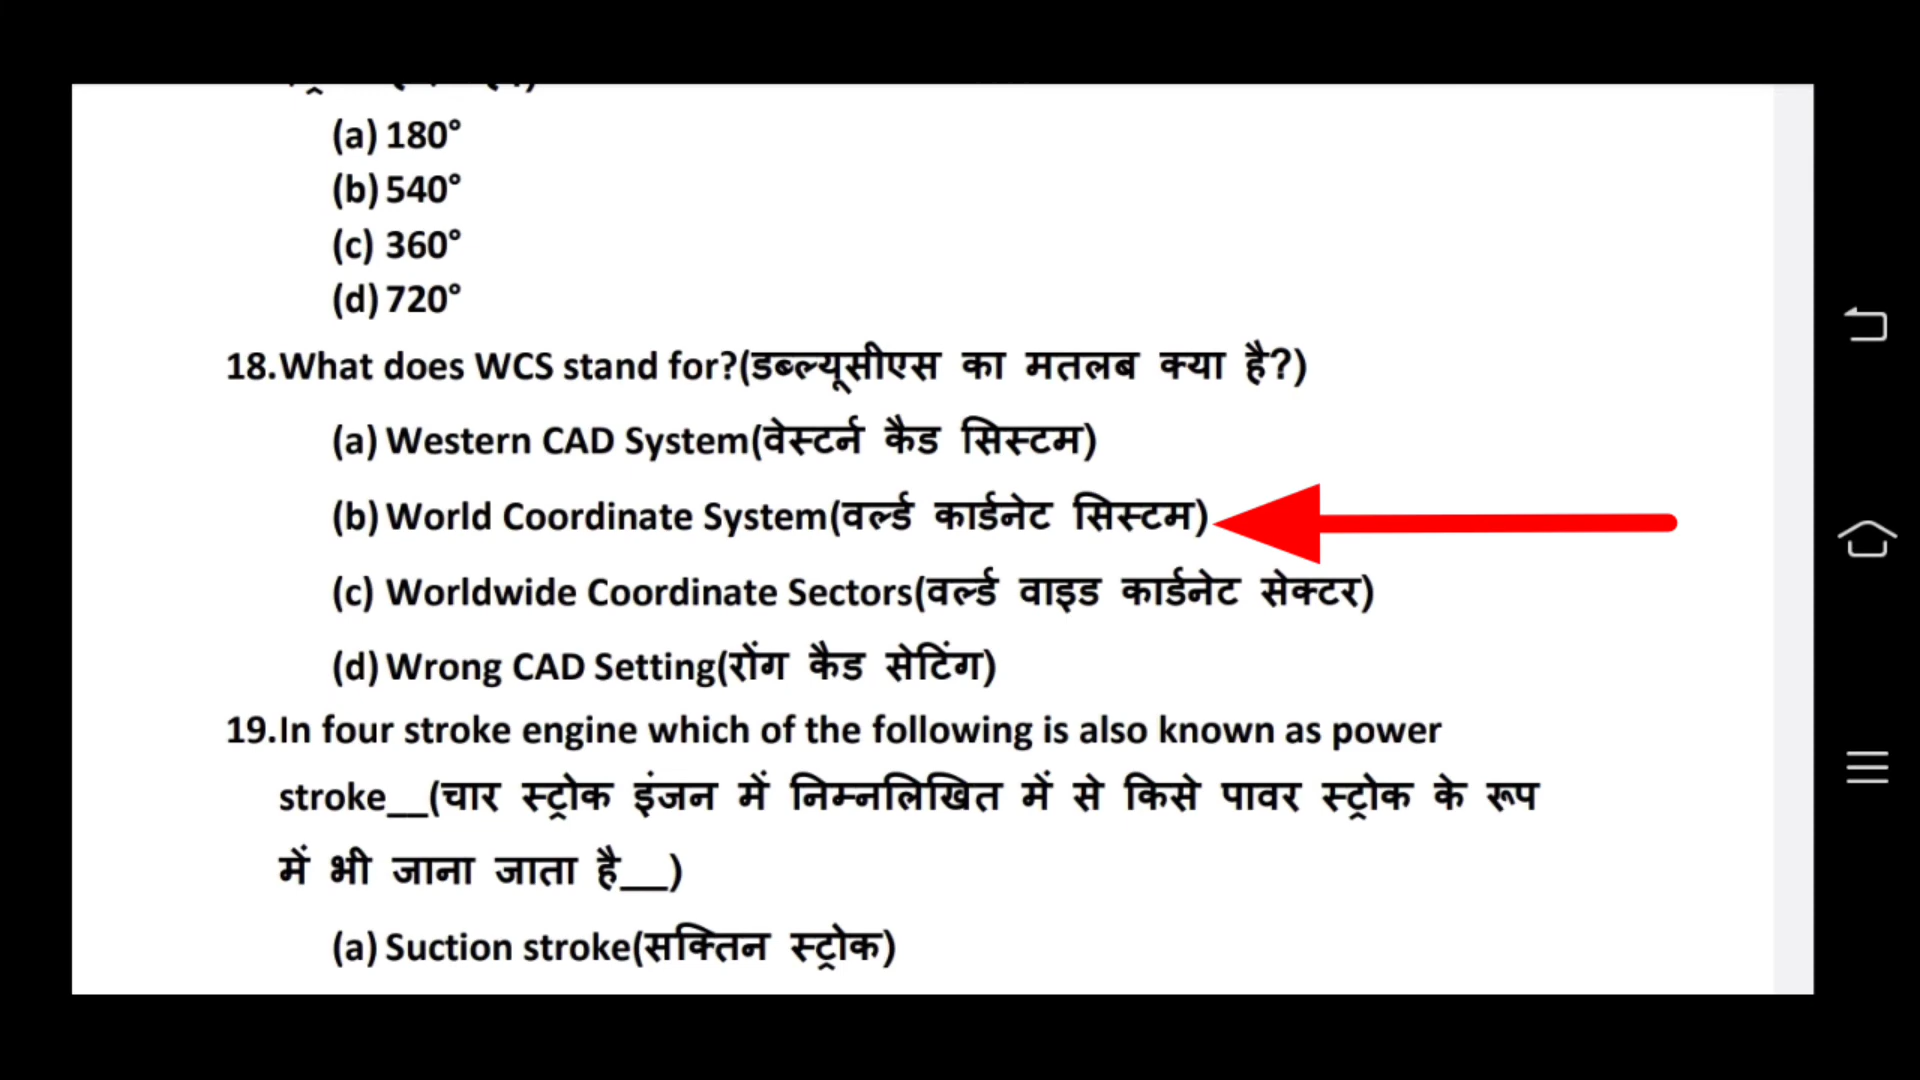 (a) 180°
(b) 540°
(c) 360°
(d) 720°
18.What does WCS stand for?(डब्ल्यूसीएस का मतलब क्या है?)
(a) Western CAD System(वेस्टर्न कैड सिस्टम)
(b) World Coordinate System(वर्ल्ड कार्डनेट सिस्टम)
(c) Worldwide Coordinate Sectors(वर्ल्ड वाइड कार्डनेट सेक्टर)
(d) Wrong CAD Setting(रोंग कैड सेटिंग)
19.In four stroke engine which of the following is also known as power
stroke__(चार स्ट्रोक इंजन में निम्नलिखित में से किसे पावर स्ट्रोक के रूप
में भी जाना जाता है__)
(a) Suction stroke(सक्तिन स्ट्रोक)